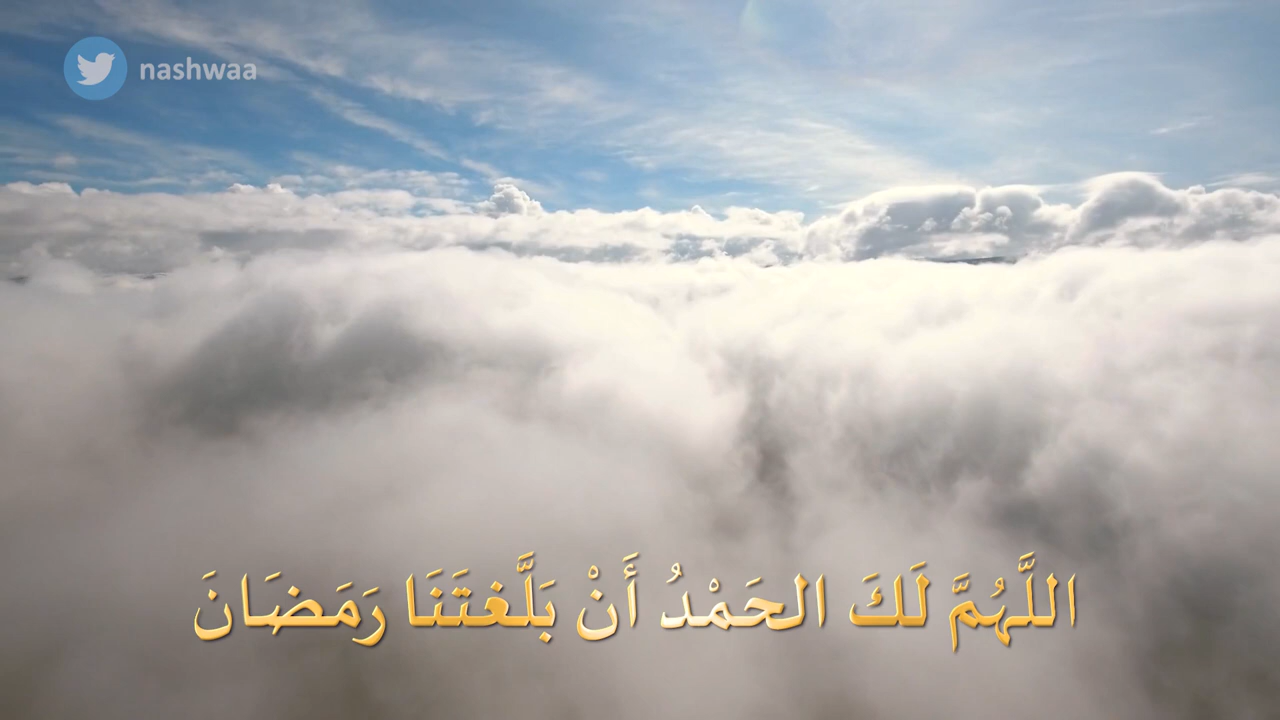 nashwaa
اللَّهُمَّ لَكَ الحَمْدُ أَنْ بَلَّغتَنَا رَمَضَانَ